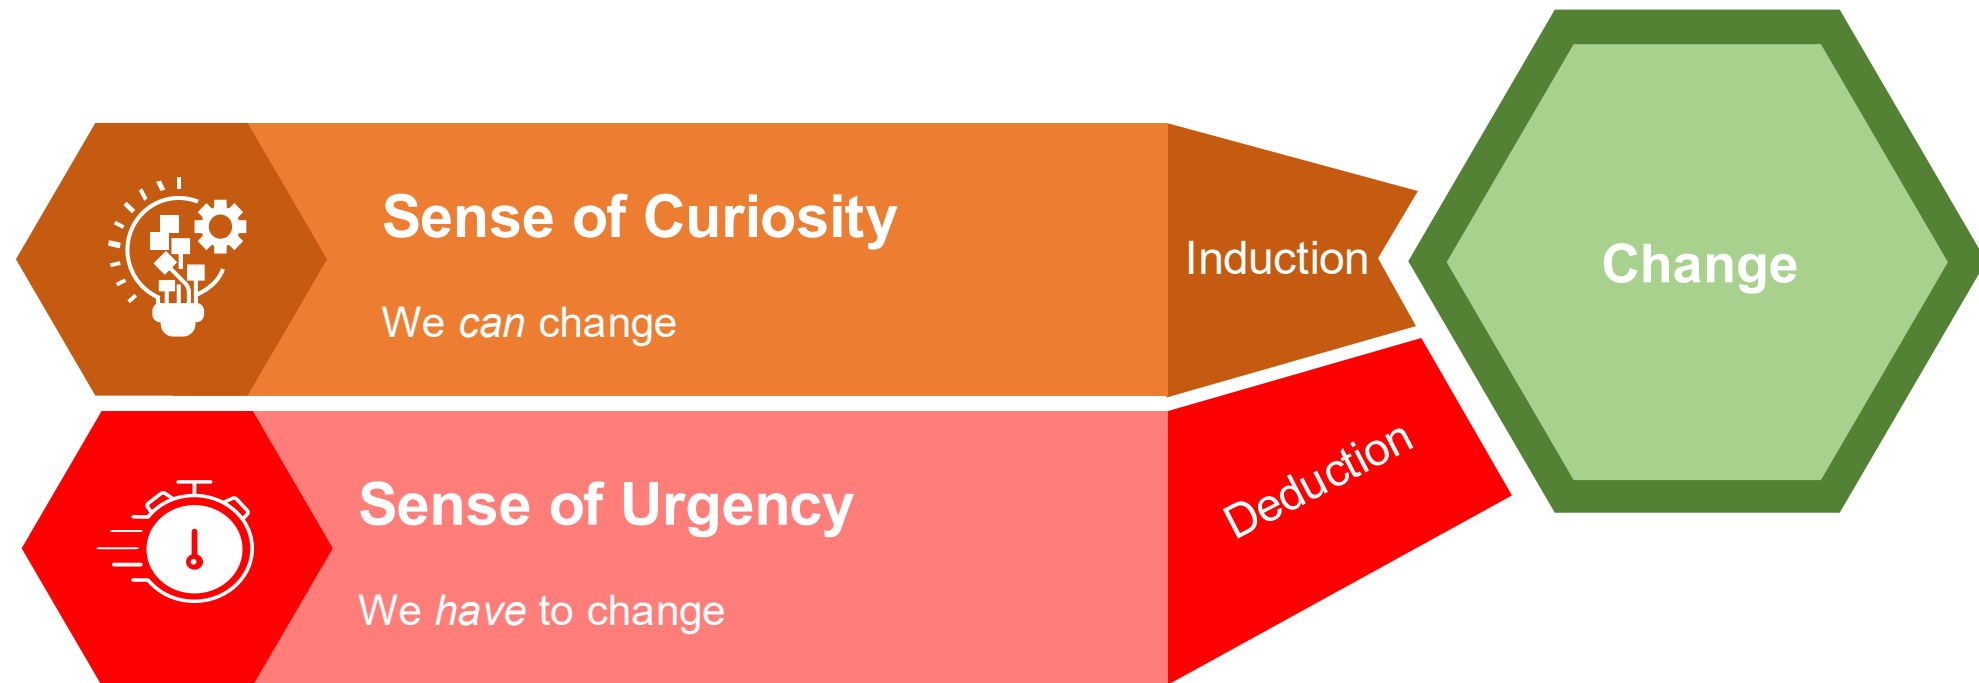 Sense of Curiosity
We can change
Induction
Change
Sense of Urgency
We have to change
Deduction